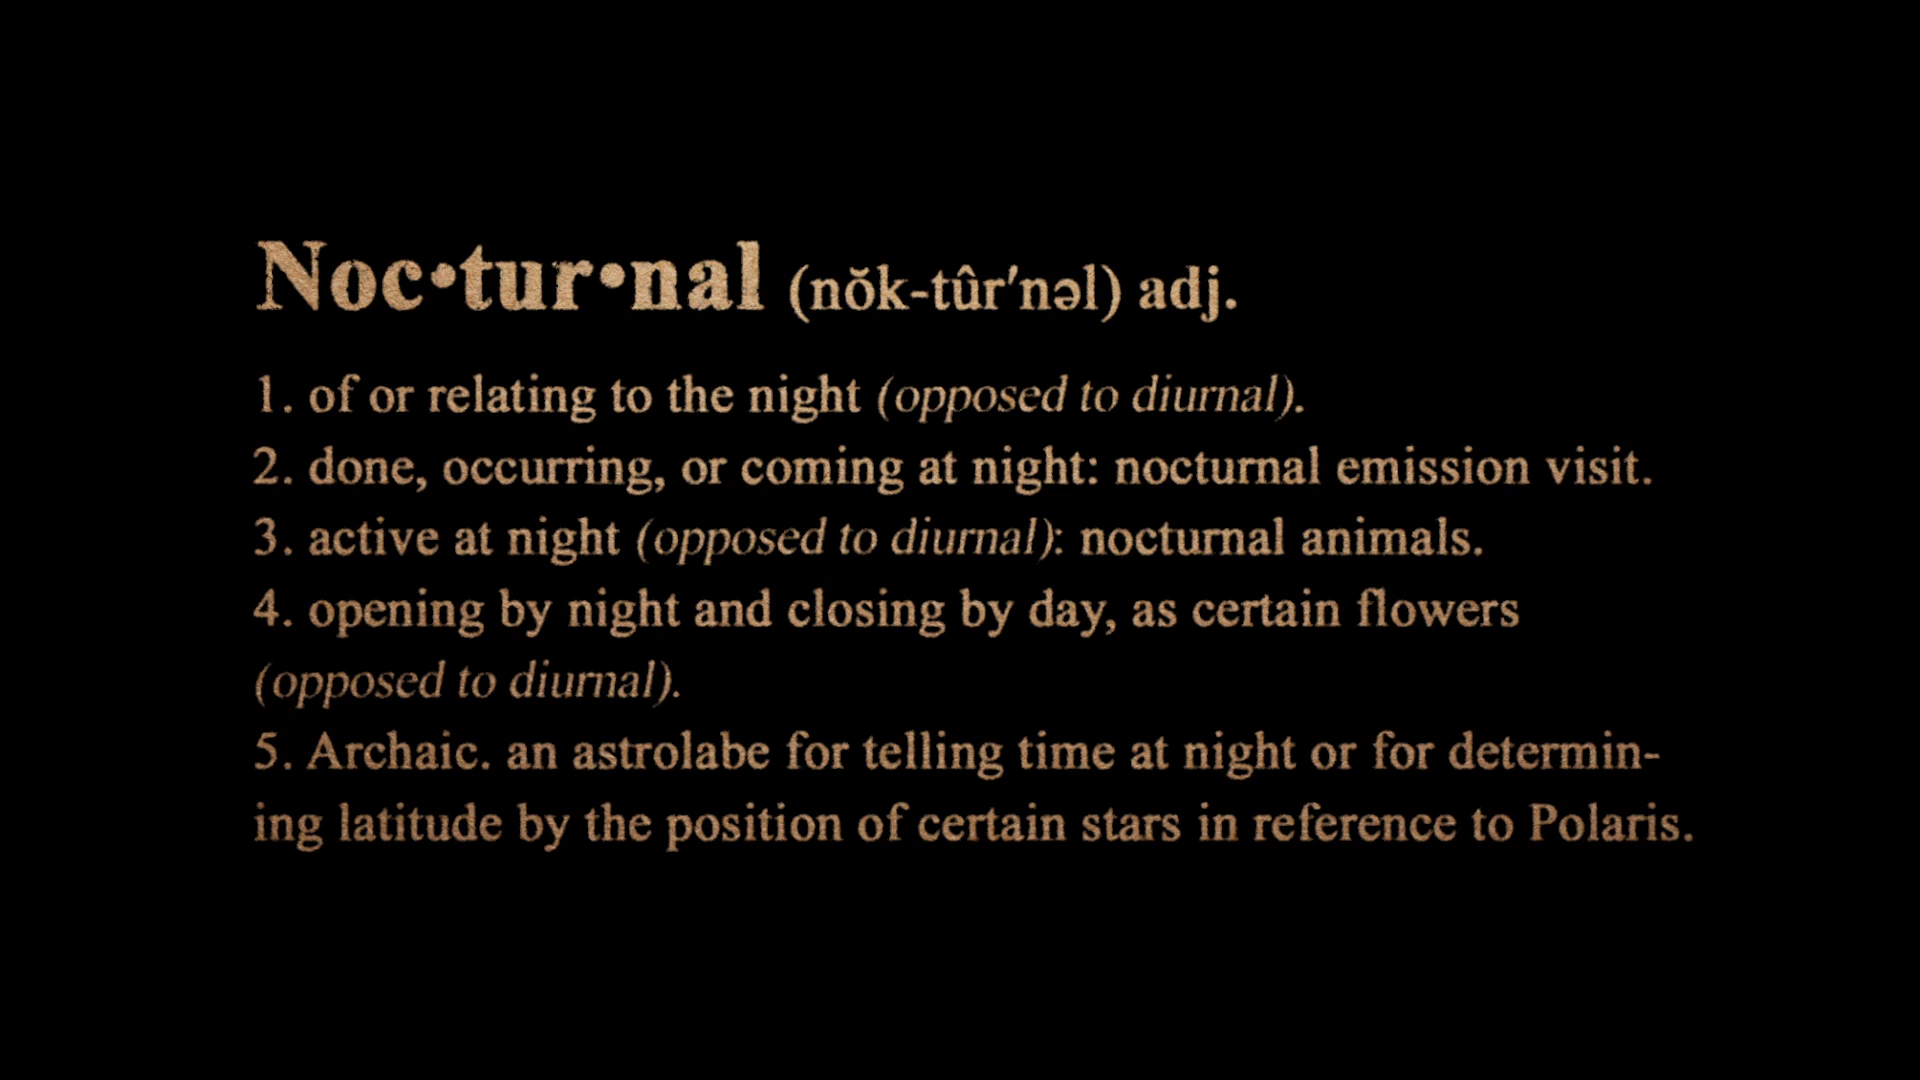 Noc•tur•nal (nŏk-tûr′nəl) adj.
1. of or relating to the night (opposed to diurnal).
2. done, occurring, or coming at night: nocturnal emission visit.
3. active at night (opposed to diurnal): nocturnal animals.
4. opening by night and closing by day, as certain flowers
(opposed to diurnal).
5. Archaic. an astrolabe for telling time at night or for determin-
ing latitude by the position of certain stars in reference to Polaris.